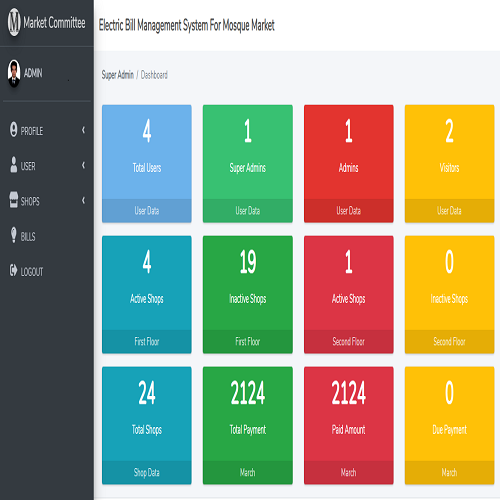 Market Committee
Electric Bill Management System For Mosque Market
ADMIN
Super Admin / Dashboard
PROFILE
USER
SHOPS
BILLS
LOGOUT
4
Total Users
User Data
1
Super Admins
User Data
1
Admins
User Data
2
Visitors
User Data
4
Active Shops
First Floor
19
Inactive Shops
First Floor
1
Active Shops
Second Floor
0
Inactive Shops
Second Floor
24
Total Shops
Shop Data
2124
Total Payment
March
2124
Paid Amount
March
0
Due Payment
March